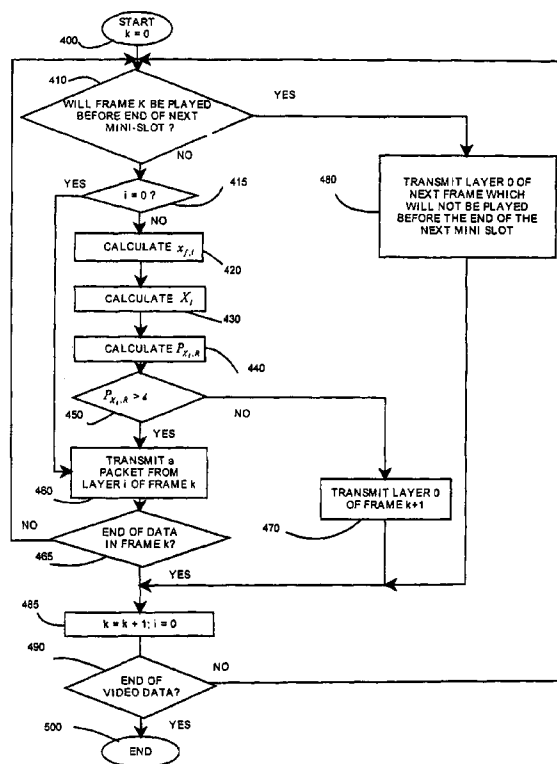 START
k = 0
400
410
WILL FRAME K BE PLAYED
BEFORE END OF NEXT
MINI-SLOT ?
YES
NO
YES
i = 0 ?
415
NO
480
TRANSMIT LAYER 0 OF
NEXT FRAME WHICH
WILL NOT BE PLAYED
BEFORE THE END OF THE
NEXT MINI SLOT
CALCULATE x_{f,i}
420
CALCULATE X_i
430
CALCULATE P_{X_i,R}
440
P_{X_i,R} >
450
NO
YES
TRANSMIT a
PACKET FROM
LAYER i OF FRAME k
460
TRANSMIT LAYER 0
OF FRAME k+1
470
NO
END OF DATA
IN FRAME k?
465
YES
485
k = k + 1; i = 0
490
NO
END OF
VIDEO DATA?
YES
500
END